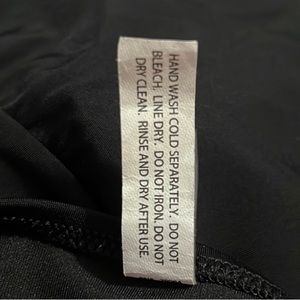 HAND WASH COLD SEPARATELY. DO NOT
BLEACH. LINE DRY. DO NOT IRON. DO NOT
DRY CLEAN. RINSE AND DRY AFTER USE.